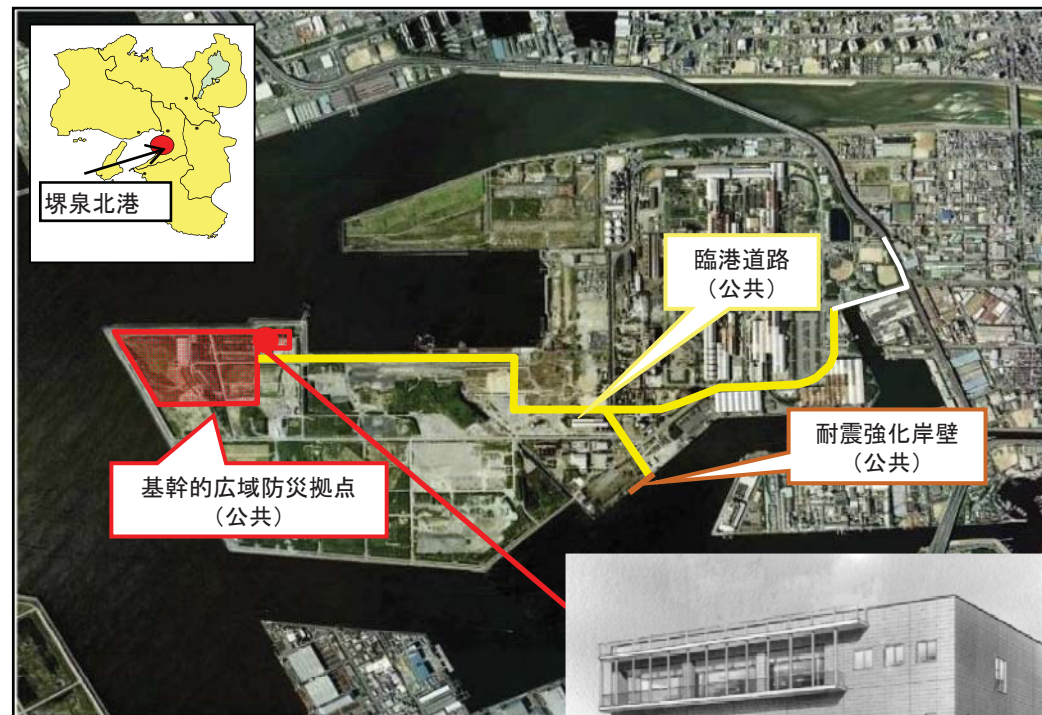 堺泉北港
臨港道路
（公共）
耐震強化岸壁
（公共）
基幹的広域防災拠点
（公共）